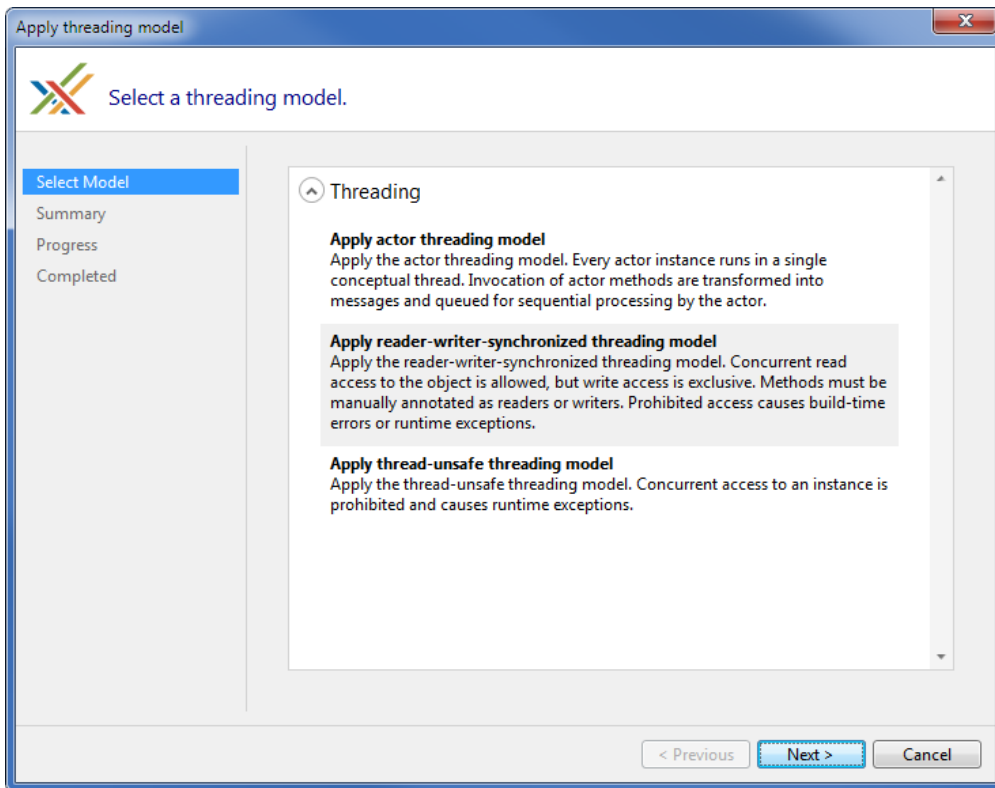 Apply threading model
Select a threading model.
Select Model
Summary
Progress
Completed
Threading
Apply actor threading model
Apply the actor threading model. Every actor instance runs in a single
conceptual thread. Invocation of actor methods are transformed into
messages and queued for sequential processing by the actor.
Apply reader-writer-synchronized threading model
Apply the reader-writer-synchronized threading model. Concurrent read
access to the object is allowed, but write access is exclusive. Methods must be
manually annotated as readers or writers. Prohibited access causes build-time
errors or runtime exceptions.
Apply thread-unsafe threading model
Apply the thread-unsafe threading model. Concurrent access to an instance is
prohibited and causes runtime exceptions.
< Previous
Next >
Cancel